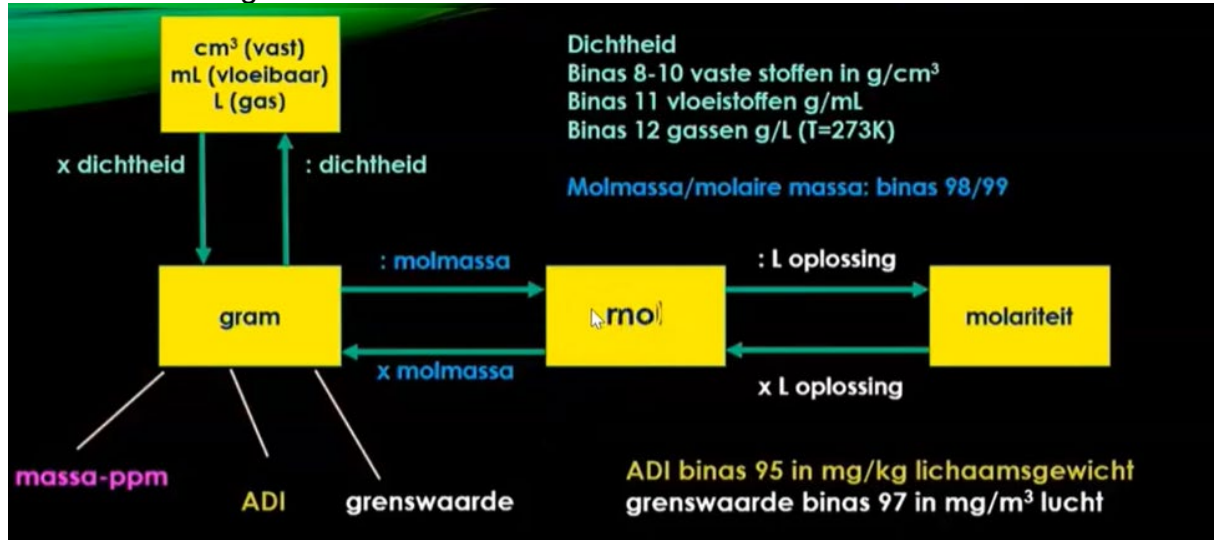 cm³ (vast)
mL (vloeibaar)
L (gas)
Dichtheid
Binas 8-10 vaste stoffen in g/cm³
Binas 11 vloeistoffen g/mL
Binas 12 gassen g/L (T=273K)
x dichtheid
: dichtheid
Molmassa/molaire massa: binas 98/99
: molmassa
: L oplossing
gram
mol
molariteit
x molmassa
x L oplossing
massa-ppm
ADI
grenswaarde
ADI binas 95 in mg/kg lichaamsgewicht
grenswaarde binas 97 in mg/m³ lucht